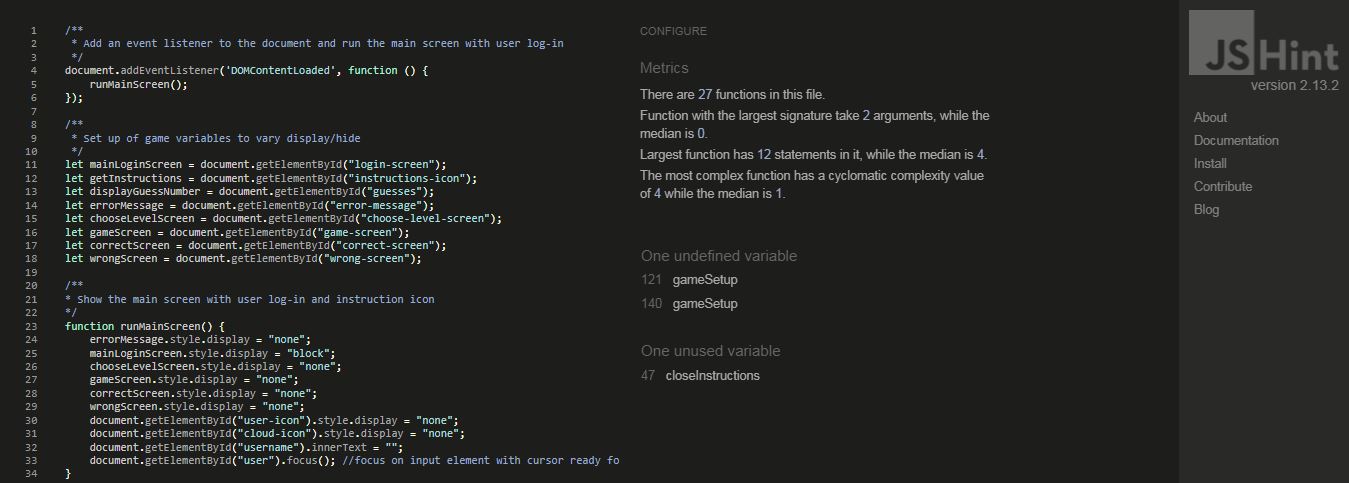 1 /**
2 * Add an event listener to the document and run the main screen with user log-in
3 */
4 document.addEventListener('DOMContentLoaded', function () {
5 runMainScreen();
6 });
7
8 /**
9 * Set up of game variables to vary display/hide
10 */
11 let mainLoginScreen = document.getElementById("login-screen");
12 let getInstructions = document.getElementById("instructions-icon");
13 let displayGuessNumber = document.getElementById("guesses");
14 let errorMessage = document.getElementById("error-message");
15 let chooseLevelScreen = document.getElementById("choose-level-screen");
16 let gameScreen = document.getElementById("game-screen");
17 let correctScreen = document.getElementById("correct-screen");
18 let wrongScreen = document.getElementById("wrong-screen");
19
20 /**
21 * Show the main screen with user log-in and instruction icon
22 */
23 function runMainScreen() {
24 errorMessage.style.display = "none";
25 mainLoginScreen.style.display = "block";
26 chooseLevelScreen.style.display = "none";
27 gameScreen.style.display = "none";
28 correctScreen.style.display = "none";
29 wrongScreen.style.display = "none";
30 document.getElementById("user-icon").style.display = "none";
31 document.getElementById("cloud-icon").style.display = "none";
32 document.getElementById("username").innerText = "";
33 document.getElementById("user").focus(); //focus on input element with cursor ready fo
34 }
CONFIGURE
Metrics
There are 27 functions in this file.
Function with the largest signature take 2 arguments, while the
median is 0.
Largest function has 12 statements in it, while the median is 4.
The most complex function has a cyclomatic complexity value
of 4 while the median is 1.
One undefined variable
121 gameSetup
140 gameSetup
One unused variable
47 closeInstructions
JSHint
version 2.13.2
About
Documentation
Install
Contribute
Blog